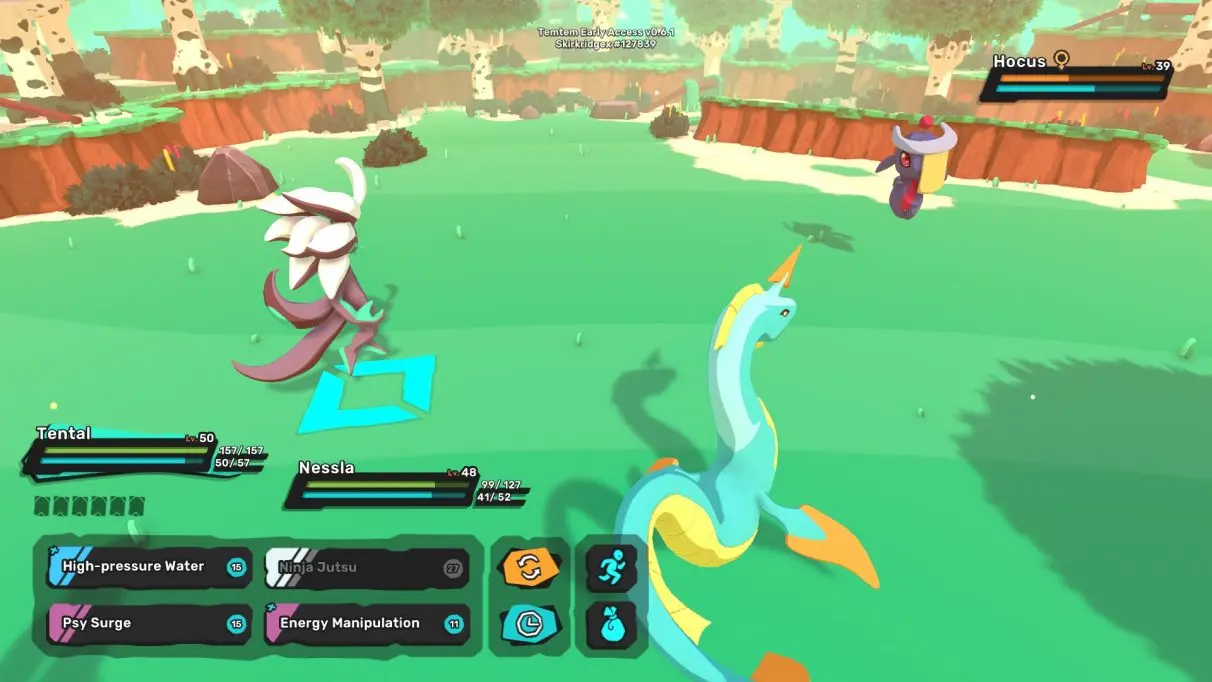 Temtem Early Access v0.6.1
Skirkridgex #127839
Hocus
Lv. 39
Tental
Lv. 50
157/157
50/57
Nessla
Lv. 48
99/127
41/52
High-pressure Water
15
Ninja Jutsu
27
Psy Surge
15
Energy Manipulation
11